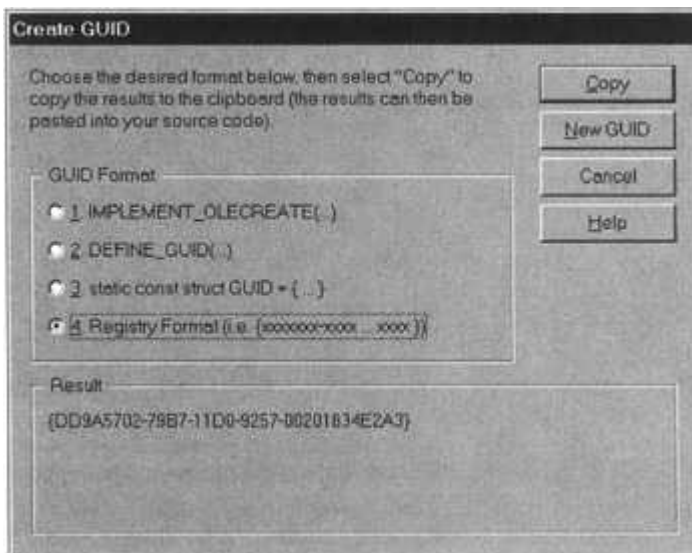 Create GUID
Choose the desired format below, then select "Copy" to
copy the results to the clipboard (the results can then be
pasted into your source code).
Copy
New GUID
Cancel
Help
GUID Format
1. IMPLEMENT_OLECREATE(...)
2. DEFINE_GUID(...)
3. static const struct GUID = { ... }
4. Registry Format (i.e. {xxxxxxx-xxxx ... xxxx })
Result
{DD9A5702-79B7-11D0-9257-00201834E2A3}